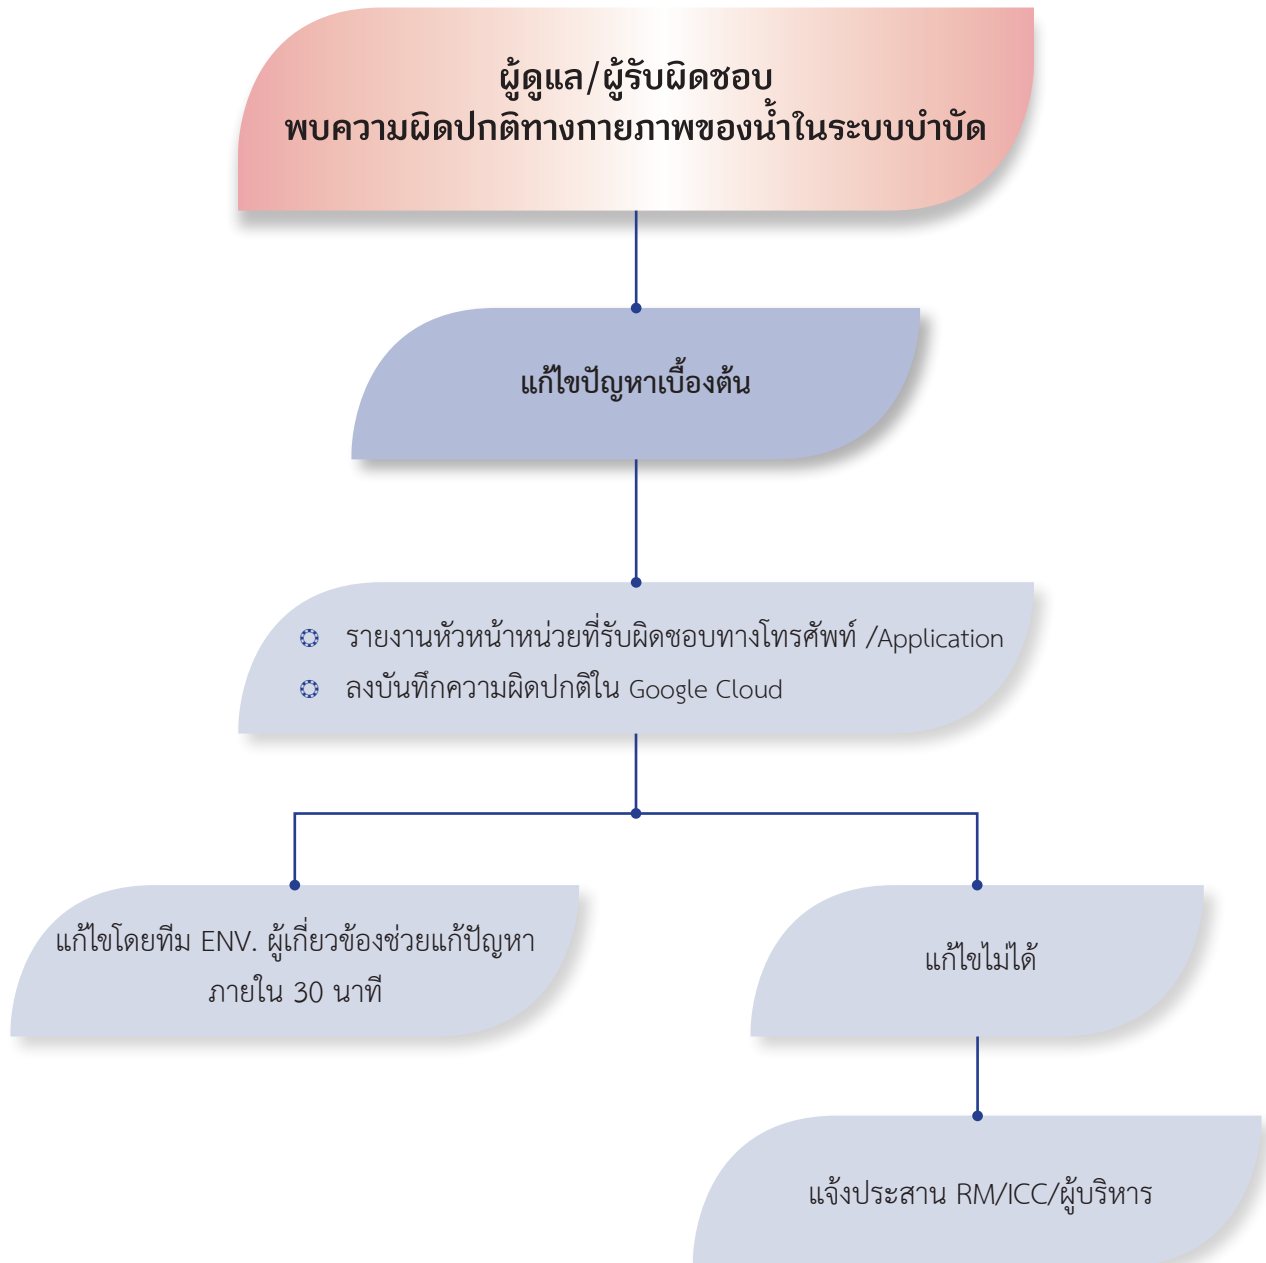 ผู้ดูแล/ผู้รับผิดชอบ
พบความผิดปกติทางกายภาพของน้ำในระบบบำบัด
แก้ไขปัญหาเบื้องต้น
รายงานหัวหน้าหน่วยที่รับผิดชอบทางโทรศัพท์ /Application
ลงบันทึกความผิดปกติใน Google Cloud
แก้ไขโดยทีม ENV. ผู้เกี่ยวข้องช่วยแก้ปัญหา
ภายใน 30 นาที
แก้ไขไม่ได้
แจ้งประสาน RM/ICC/ผู้บริหาร